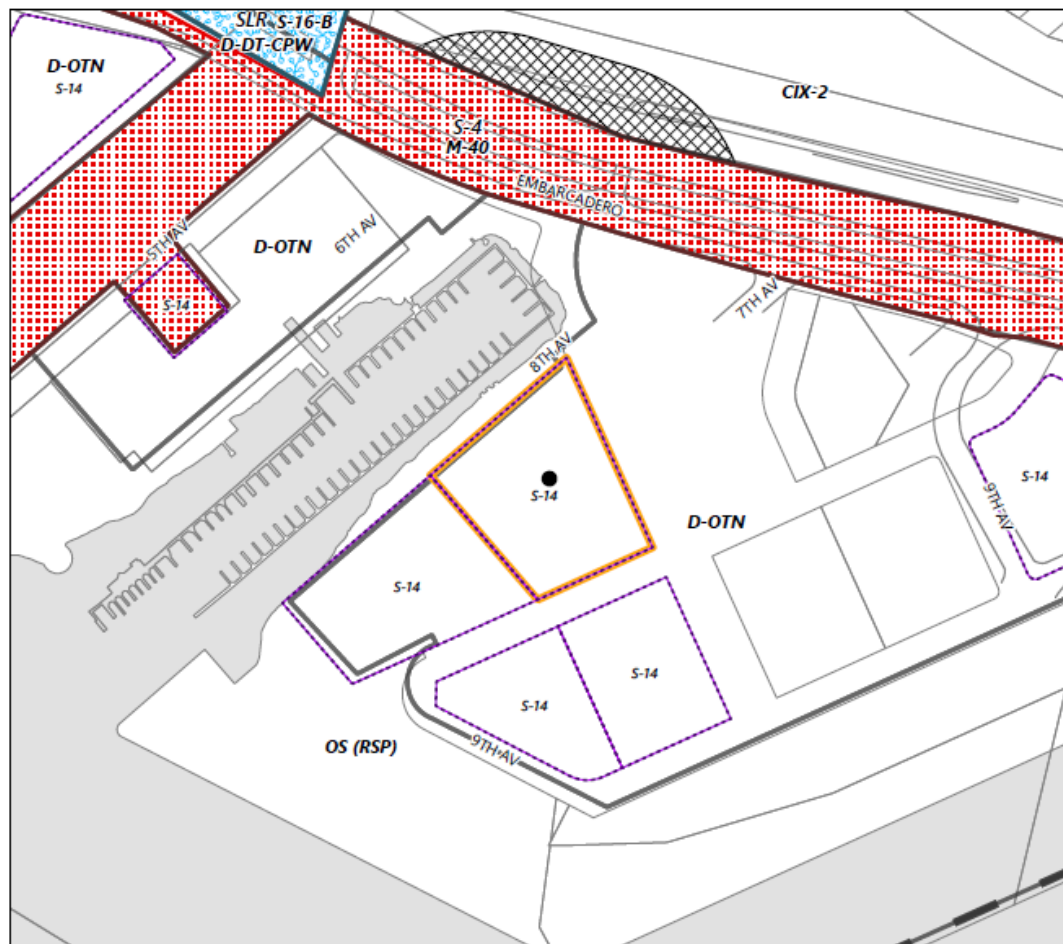 SLR S-16-B
D-DT-CPW
D-OTN
S-14
CIX-2
S-4
M-40
EMBARCADERO
5TH AV
6TH AV
D-OTN
S-14
7TH AV
8TH AV
S-14
S-14
9TH AV
D-OTN
S-14
S-14
S-14
OS (RSP)
9TH AV